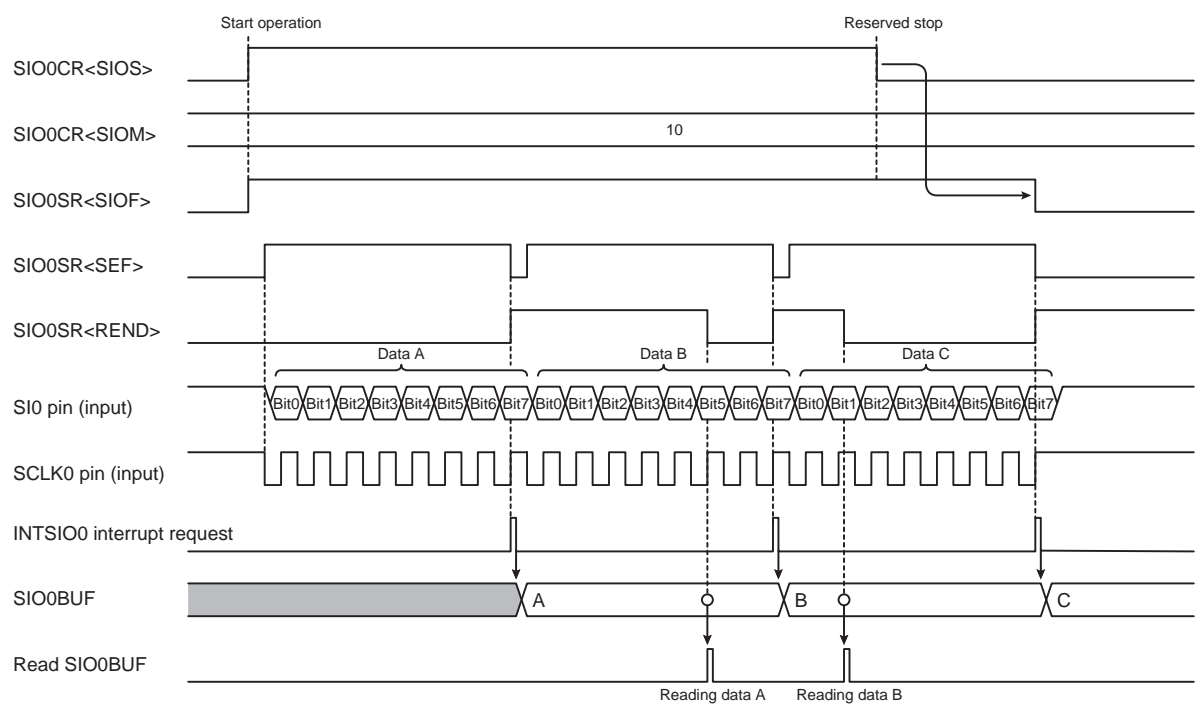 Start operation
Reserved stop
SIO0CR<SIOS>
SIO0CR<SIOM>
10
SIO0SR<SIOF>
SIO0SR<SEF>
SIO0SR<REND>
Data A
Data B
Data C
SI0 pin (input)
Bit0 Bit1 Bit2 Bit3 Bit4 Bit5 Bit6 Bit7 Bit0 Bit1 Bit2 Bit3 Bit4 Bit5 Bit6 Bit7 Bit0 Bit1 Bit2 Bit3 Bit4 Bit5 Bit6 Bit7
SCLK0 pin (input)
INTSIO0 interrupt request
SIO0BUF
A
B
C
Read SIO0BUF
Reading data A
Reading data B